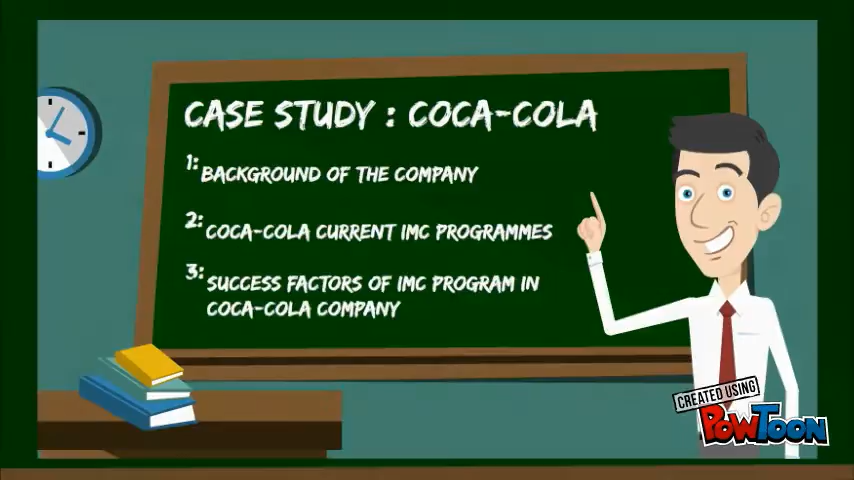 CASE STUDY : COCA-COLA
1: BACKGROUND OF THE COMPANY
2: COCA-COLA CURRENT IMC PROGRAMMES
3: SUCCESS FACTORS OF IMC PROGRAM IN
COCA-COLA COMPANY
CREATED USING
POWTOON